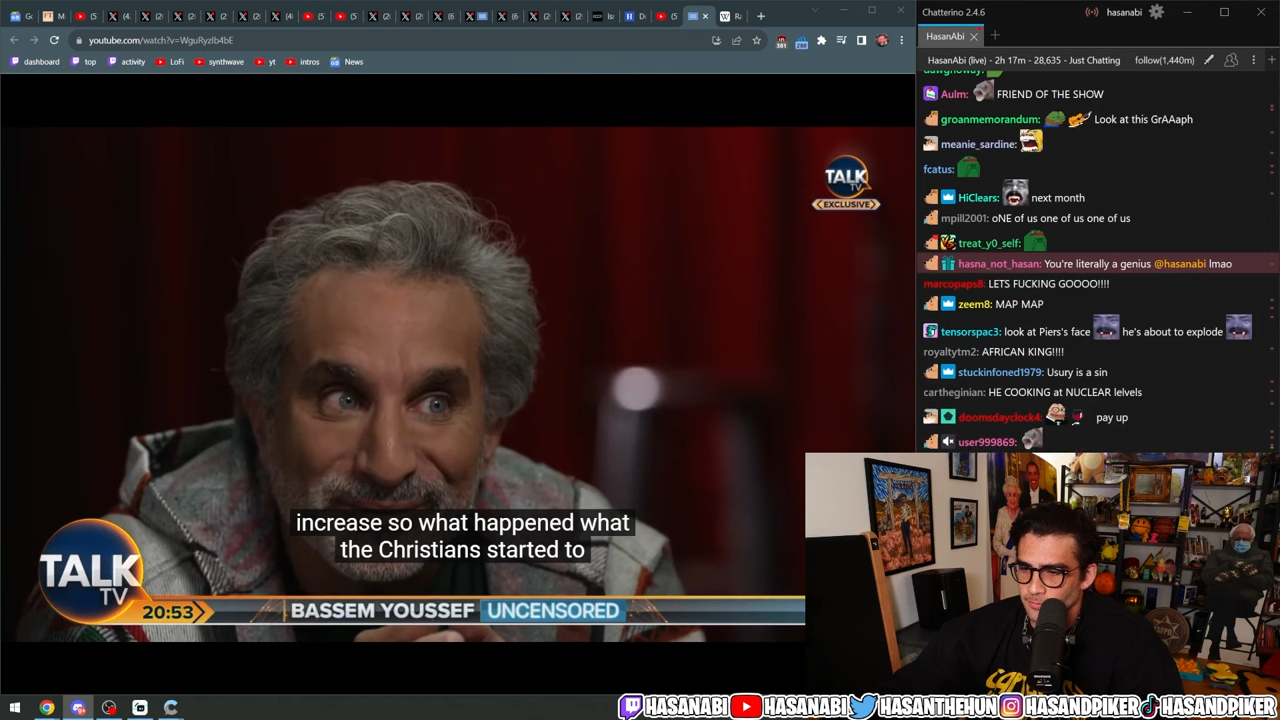 youtube.com/watch?v=WguRyzJb4bE
381
280
dashboard
top
activity
LoFi
synthwave
yt
intros
News
TALK
TV
EXCLUSIVE
increase so what happened what
the Christians started to
TALK
TV
20:53
BASSEM YOUSSEF UNCENSORED
Chatterino 2.4.6
hasanabi
HasanAbi
HasanAbi (live) - 2h 17m - 28,635 - Just Chatting
follow(1,440m)
dawghoway:
Aulm: FRIEND OF THE SHOW
groanmemorandum: Look at this GrAAaph
meanie_sardine:
fcatus:
HiClears: next month
mpill2001: oNE of us one of us one of us
treat_y0_self:
hasna_not_hasan: You're literally a genius @hasanabi lmao
marcopaps8: LETS FUCKING GOOOO!!!!
zeem8: MAP MAP
tensorspac3: look at Piers's face he's about to explode
royaltytm2: AFRICAN KING!!!!
stuckinfoned1979: Usury is a sin
cartheginian: HE COOKING at NUCLEAR lelvels
doomsdayclock4: pay up
user999869:
HASANABI HASANABI HASANTHEHUN HASANDPIKER HASANDPIKER